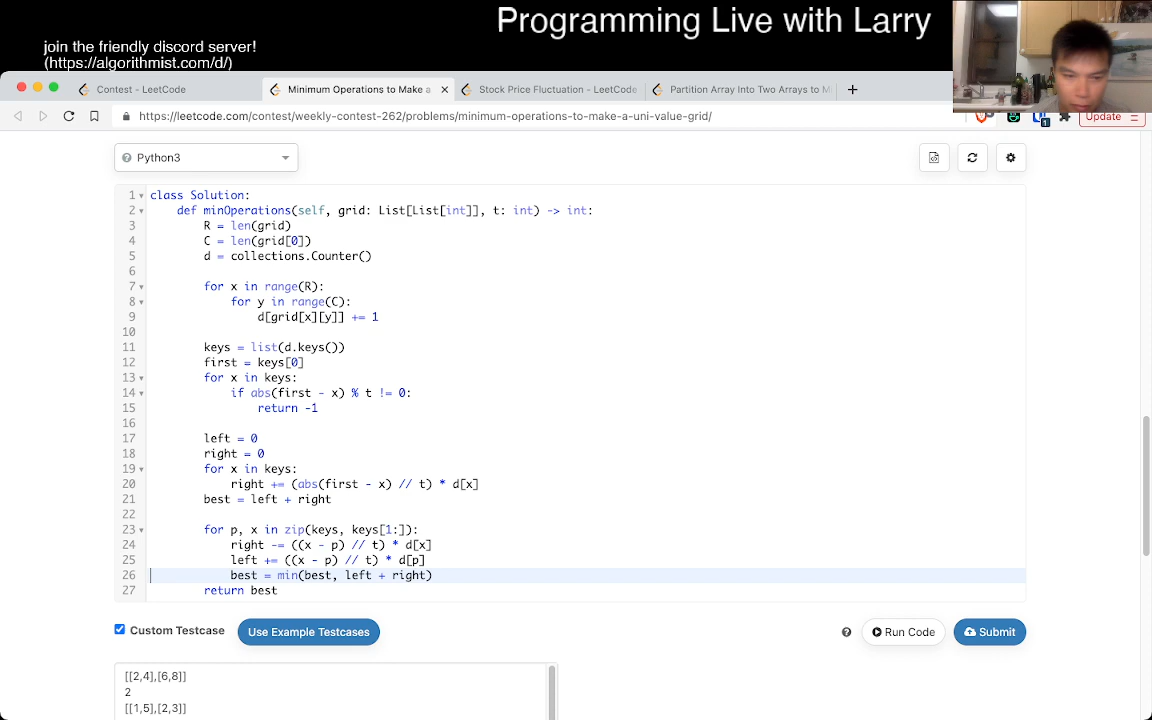 Programming Live with Larry
join the friendly discord server!
(https://algorithmist.com/d/)
Contest - LeetCode
Minimum Operations to Make a
Stock Price Fluctuation - LeetCode
Partition Array Into Two Arrays to M
https://leetcode.com/contest/weekly-contest-262/problems/minimum-operations-to-make-a-uni-value-grid/
1
Update
Python3
1 class Solution:
2 def minOperations(self, grid: List[List[int]], t: int) -> int:
3 R = len(grid)
4 C = len(grid[0])
5 d = collections.Counter()
6
7 for x in range(R):
8 for y in range(C):
9 d[grid[x][y]] += 1
10
11 keys = list(d.keys())
12 first = keys[0]
13 for x in keys:
14 if abs(first - x) % t != 0:
15 return -1
16
17 left = 0
18 right = 0
19 for x in keys:
20 right += (abs(first - x) // t) * d[x]
21 best = left + right
22
23 for p, x in zip(keys, keys[1:]):
24 right -= ((x - p) // t) * d[x]
25 left += ((x - p) // t) * d[p]
26 best = min(best, left + right)
27 return best
Custom Testcase
Use Example Testcases
Run Code
Submit
[[2,4],[6,8]]
2
[[1,5],[2,3]]